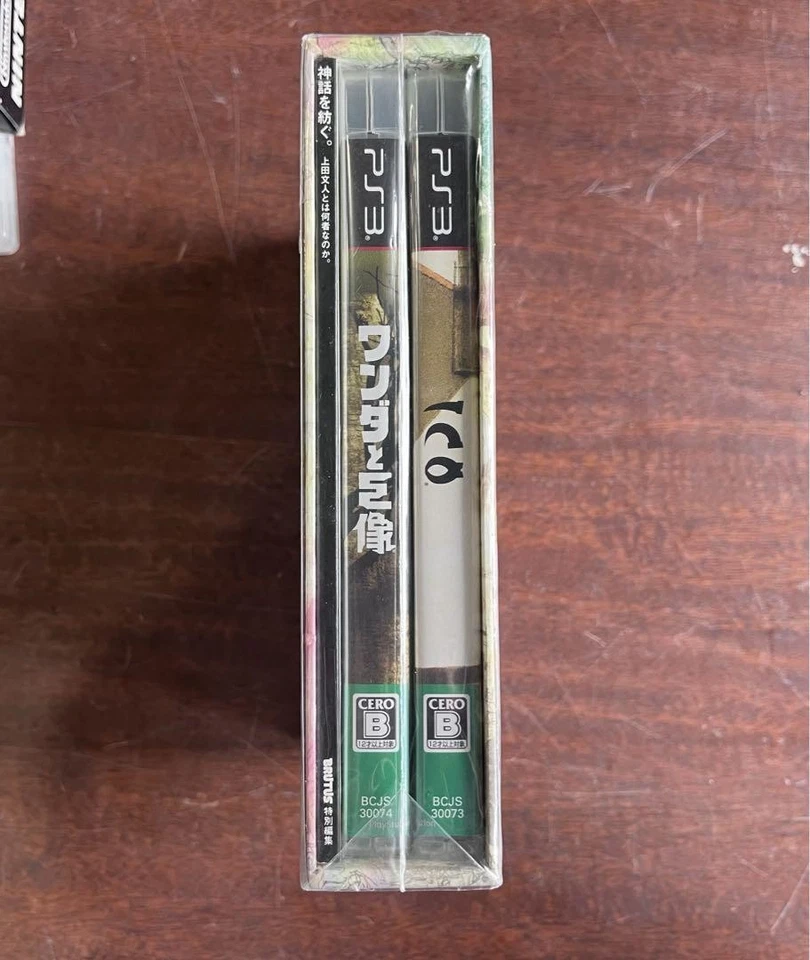 神話を紡ぐ。
上田文人とは何者なのか。
BRUTUS 特別編集
PS3
ワンダと巨像
CERO
B
12才以上対象
BCJS
30074
PS3
ICO
CERO
B
12才以上対象
BCJS
30073